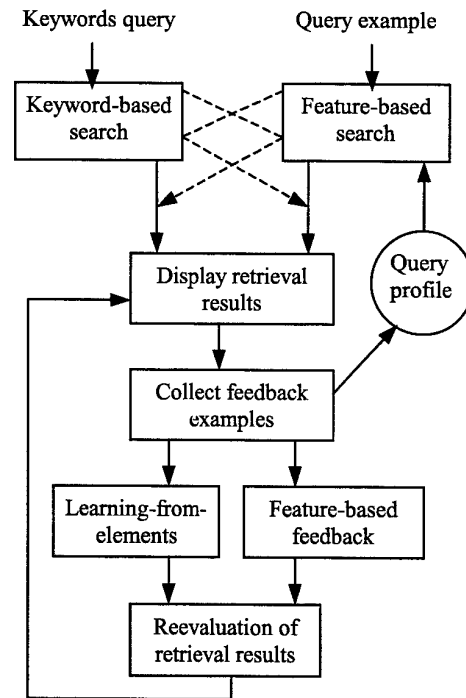 Keywords query
Query example
Keyword-based
search
Feature-based
search
Display retrieval
results
Query
profile
Collect feedback
examples
Learning-from-
elements
Feature-based
feedback
Reevaluation of
retrieval results